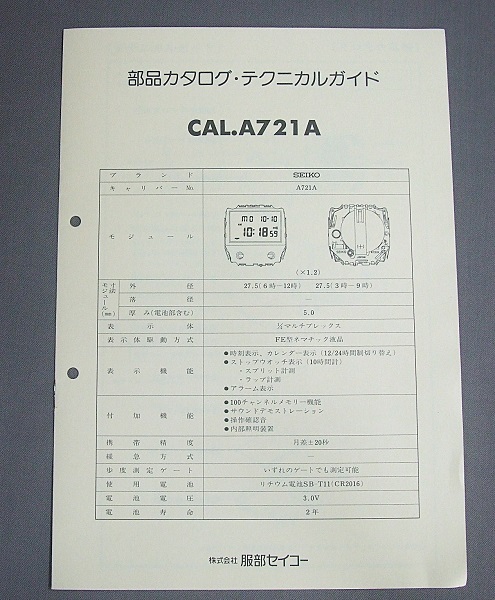 部品カタログ・テクニカルガイド
CAL.A721A
ブランド SEIKO
キャリバーNo. A721A
モジュール
MO 10-10
10:18 59
(×1.2)
モジュール寸法(mm) 外径 27.5(6時―12時) 27.5(3時―9時)
落径 ―
厚み(電池部含む) 5.0
表示体 ½マルチプレックス
表示体駆動方式 FE型ネマチック液晶
表示機能
●時刻表示、カレンダー表示(12/24時間制切り替え)
●ストップウオッチ表示(10時間計)
・スプリット計測
・ラップ計測
●アラーム表示
付加機能
●100チャンネルメモリー機能
●サウンドデモストレーション
●操作確認音
●内部照明装置
携帯精度 月差±20秒
緩急方式 ―
歩度測定ゲート いずれのゲートでも測定可能
使用電池 リチウム電池SB-T11(CR2016)
電池電圧 3.0V
電池寿命 2年
株式会社 服部セイコー